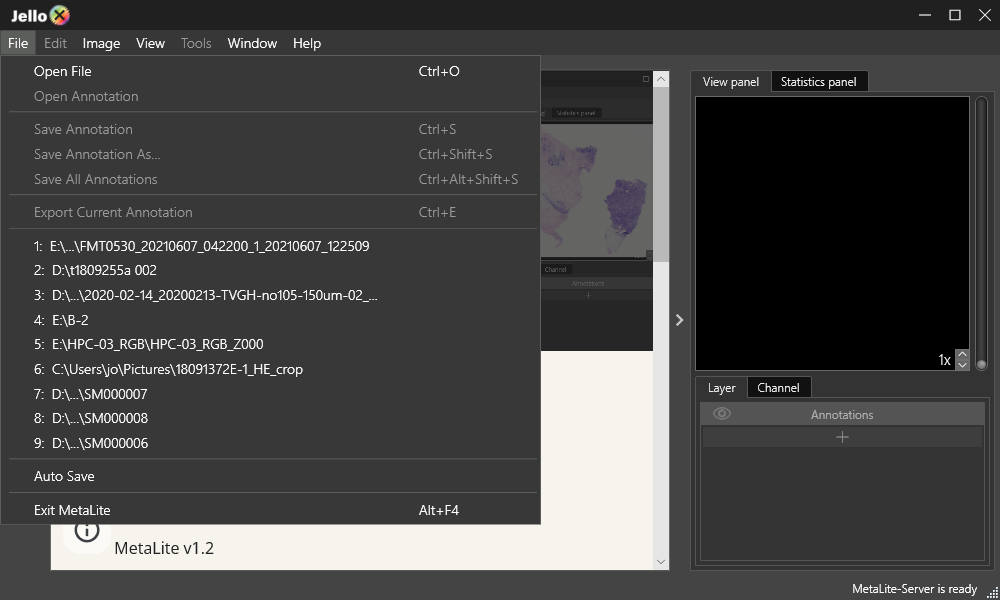 Jello
File Edit Image View Tools Window Help
Open File Ctrl+O
Open Annotation
Save Annotation Ctrl+S
Save Annotation As... Ctrl+Shift+S
Save All Annotations Ctrl+Alt+Shift+S
Export Current Annotation Ctrl+E
1: E:\...\FMT0530_20210607_042200_1_20210607_122509
2: D:\t1809255a 002
3: D:\...\2020-02-14_20200213-TVGH-no105-150um-02_...
4: E:\B-2
5: E:\HPC-03_RGB\HPC-03_RGB_Z000
6: C:\Users\jo\Pictures\18091372E-1_HE_crop
7: D:\...\SM000007
8: D:\...\SM000008
9: D:\...\SM000006
Auto Save
Exit MetaLite Alt+F4
Statistics panel
Channel
Annotations
MetaLite v1.2
View panel Statistics panel
1x
Layer Channel
Annotations
MetaLite-Server is ready